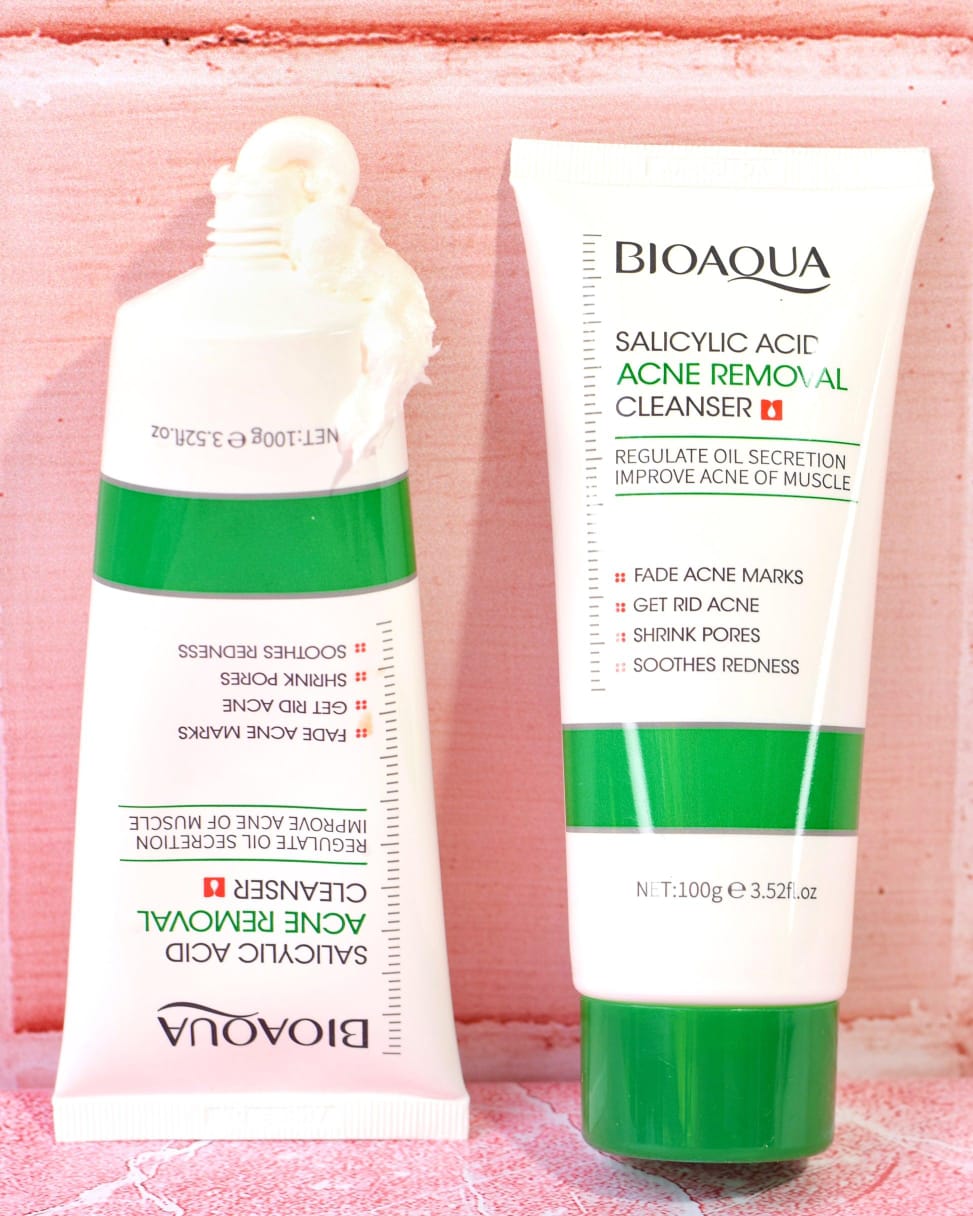 NET:100g e 3.52fl.oz
SOOTHES REDNESS
SHRINK PORES
GET RID ACNE
FADE ACNE MARKS
IMPROVE ACNE OF MUSCLE
REGULATE OIL SECRETION
CLEANSER
ACNE REMOVAL
SALICYLIC ACID
BIOAQUA
BIOAQUA
SALICYLIC ACID
ACNE REMOVAL
CLEANSER
REGULATE OIL SECRETION
IMPROVE ACNE OF MUSCLE
FADE ACNE MARKS
GET RID ACNE
SHRINK PORES
SOOTHES REDNESS
NET:100g e 3.52fl.oz